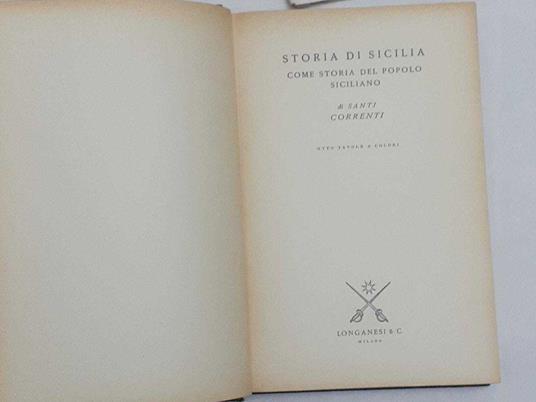 STORIA DI SICILIA
COME STORIA DEL POPOLO
SICILIANO
di SANTI
CORRENTI
OTTO TAVOLE A COLORI
LONGANESI & C.
MILANO